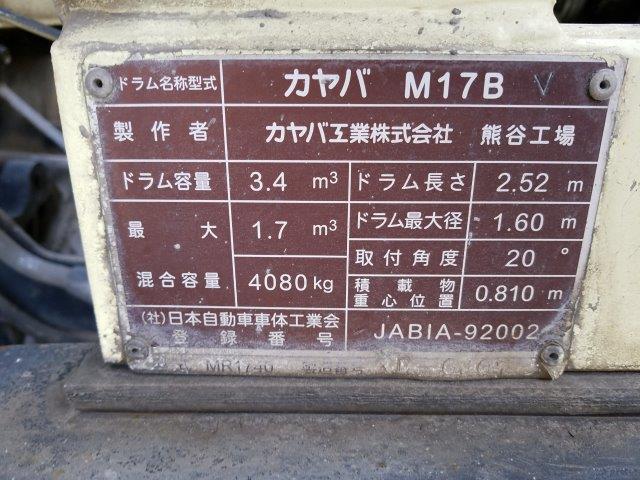 ドラム名称型式 カヤバ M17B V
製作者 カヤバ工業株式会社 熊谷工場
ドラム容量 3.4 m³ ドラム長さ 2.52 m
最大 1.7 m³ ドラム最大径 1.60 m
取付角度 20 °
混合容量 4080kg 積載物重心位置 0.810 m
(社)日本自動車車体工業会
登録番号 JABIA-92002
MR1740